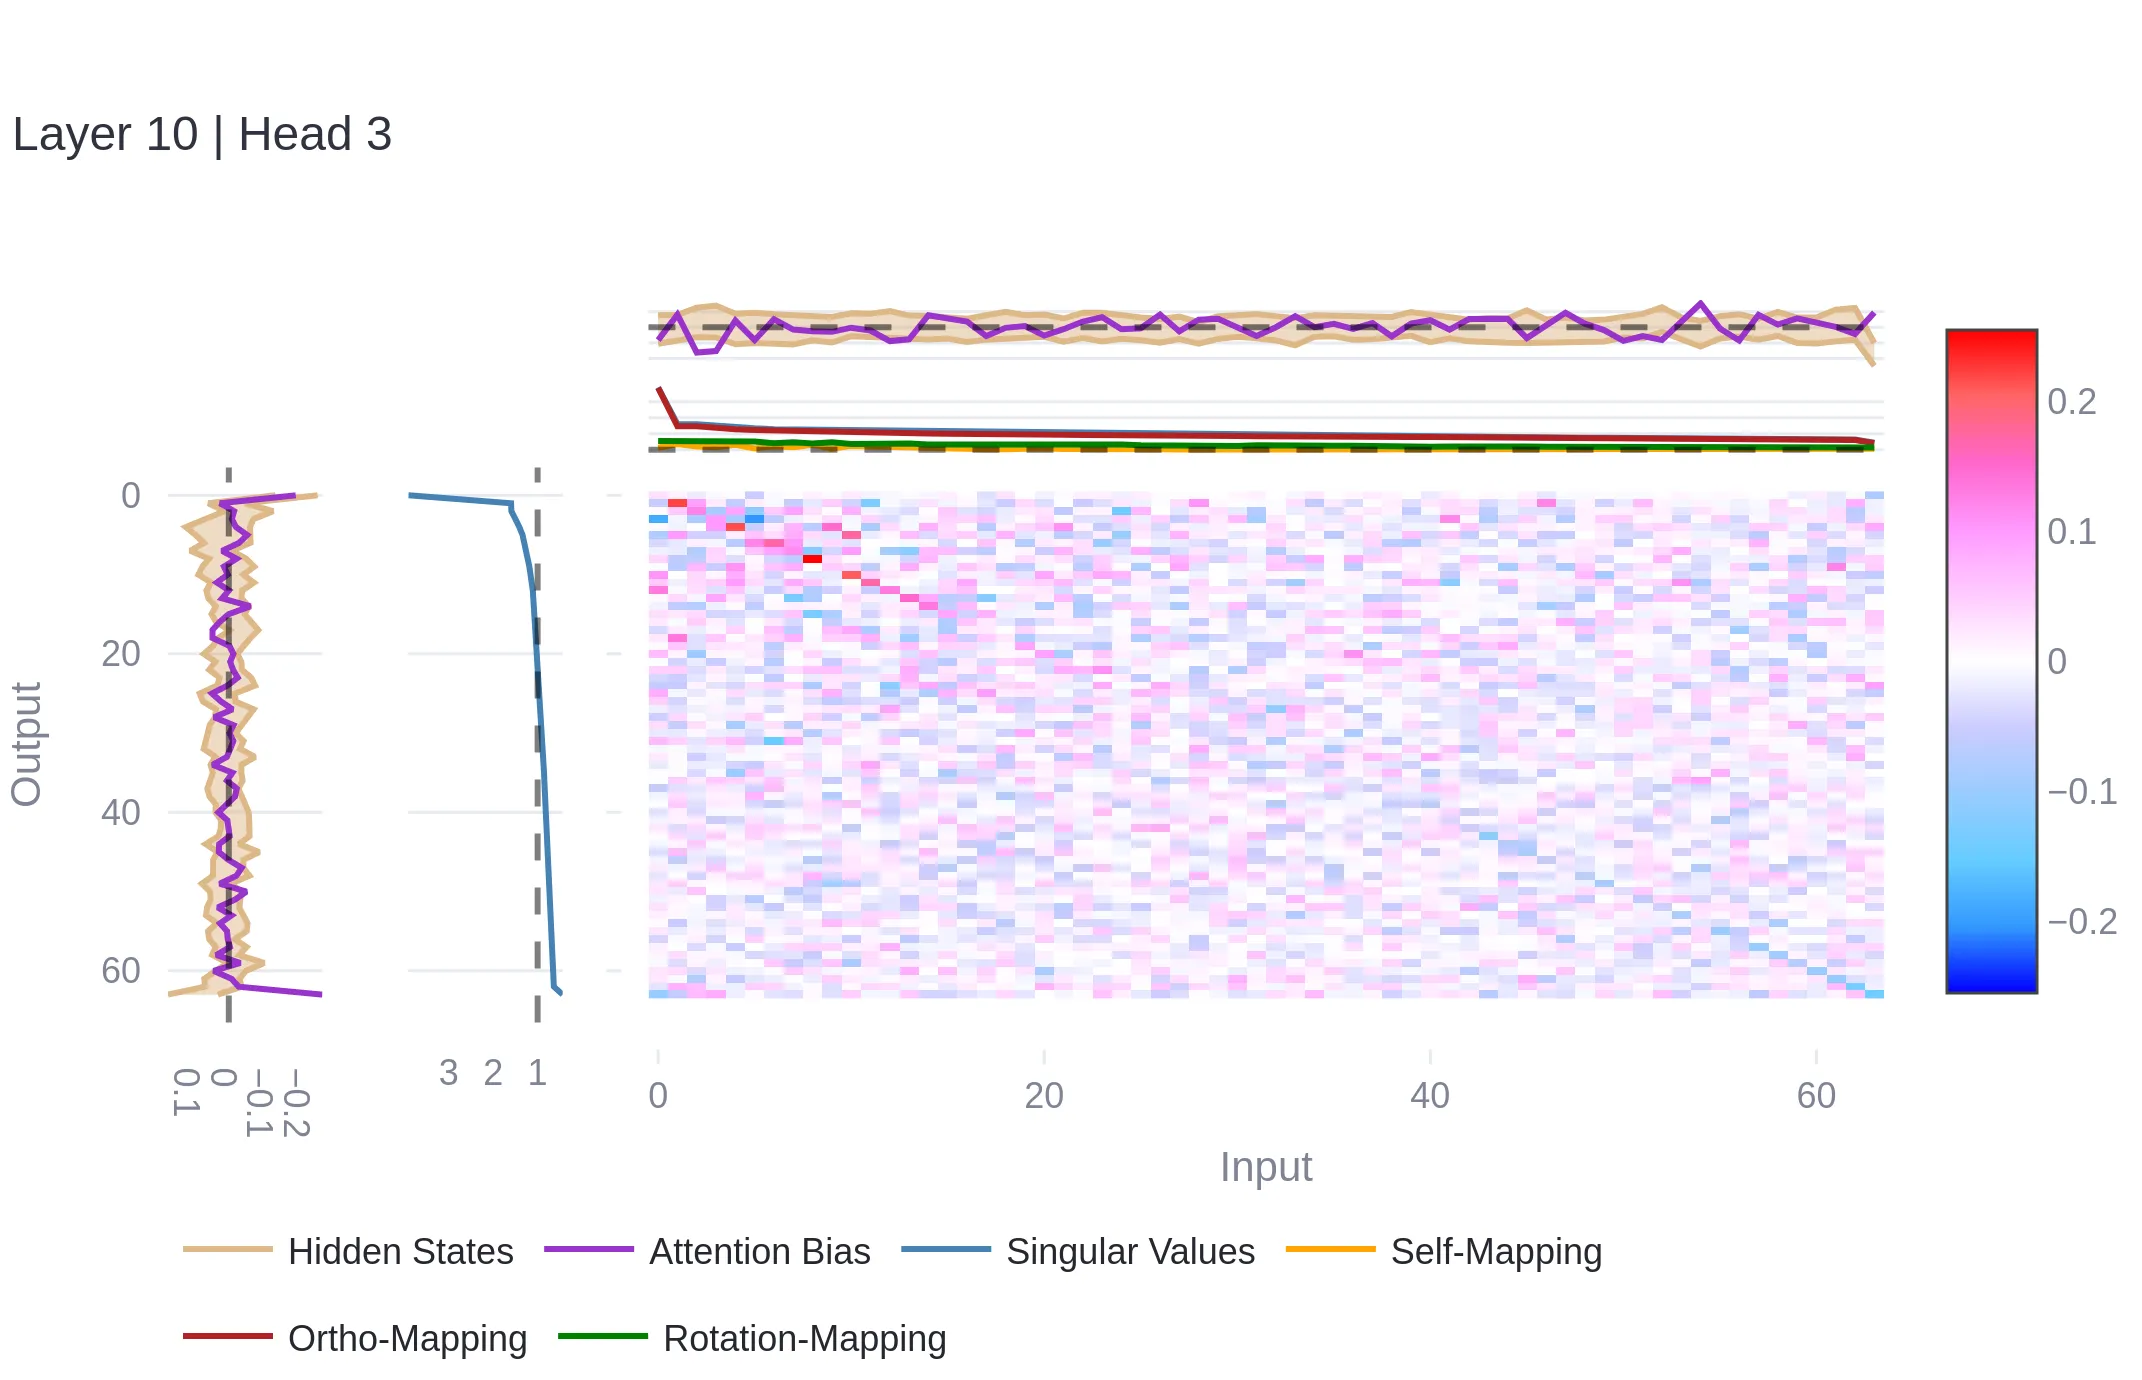 Layer 10 | Head 3
0
20
40
60
Output
0.1
0
−0.1
−0.2
3 2 1
0 20 40 60
Input
0.2
0.1
0
−0.1
−0.2
Hidden States Attention Bias Singular Values Self-Mapping
Ortho-Mapping Rotation-Mapping